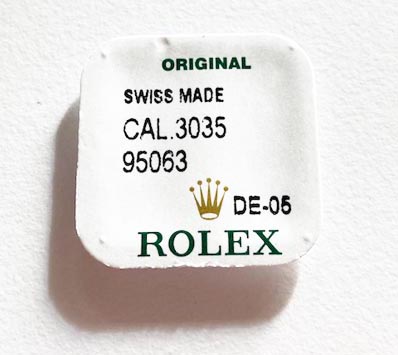 ORIGINAL
SWISS MADE
CAL.3035
95063
DE-05
ROLEX